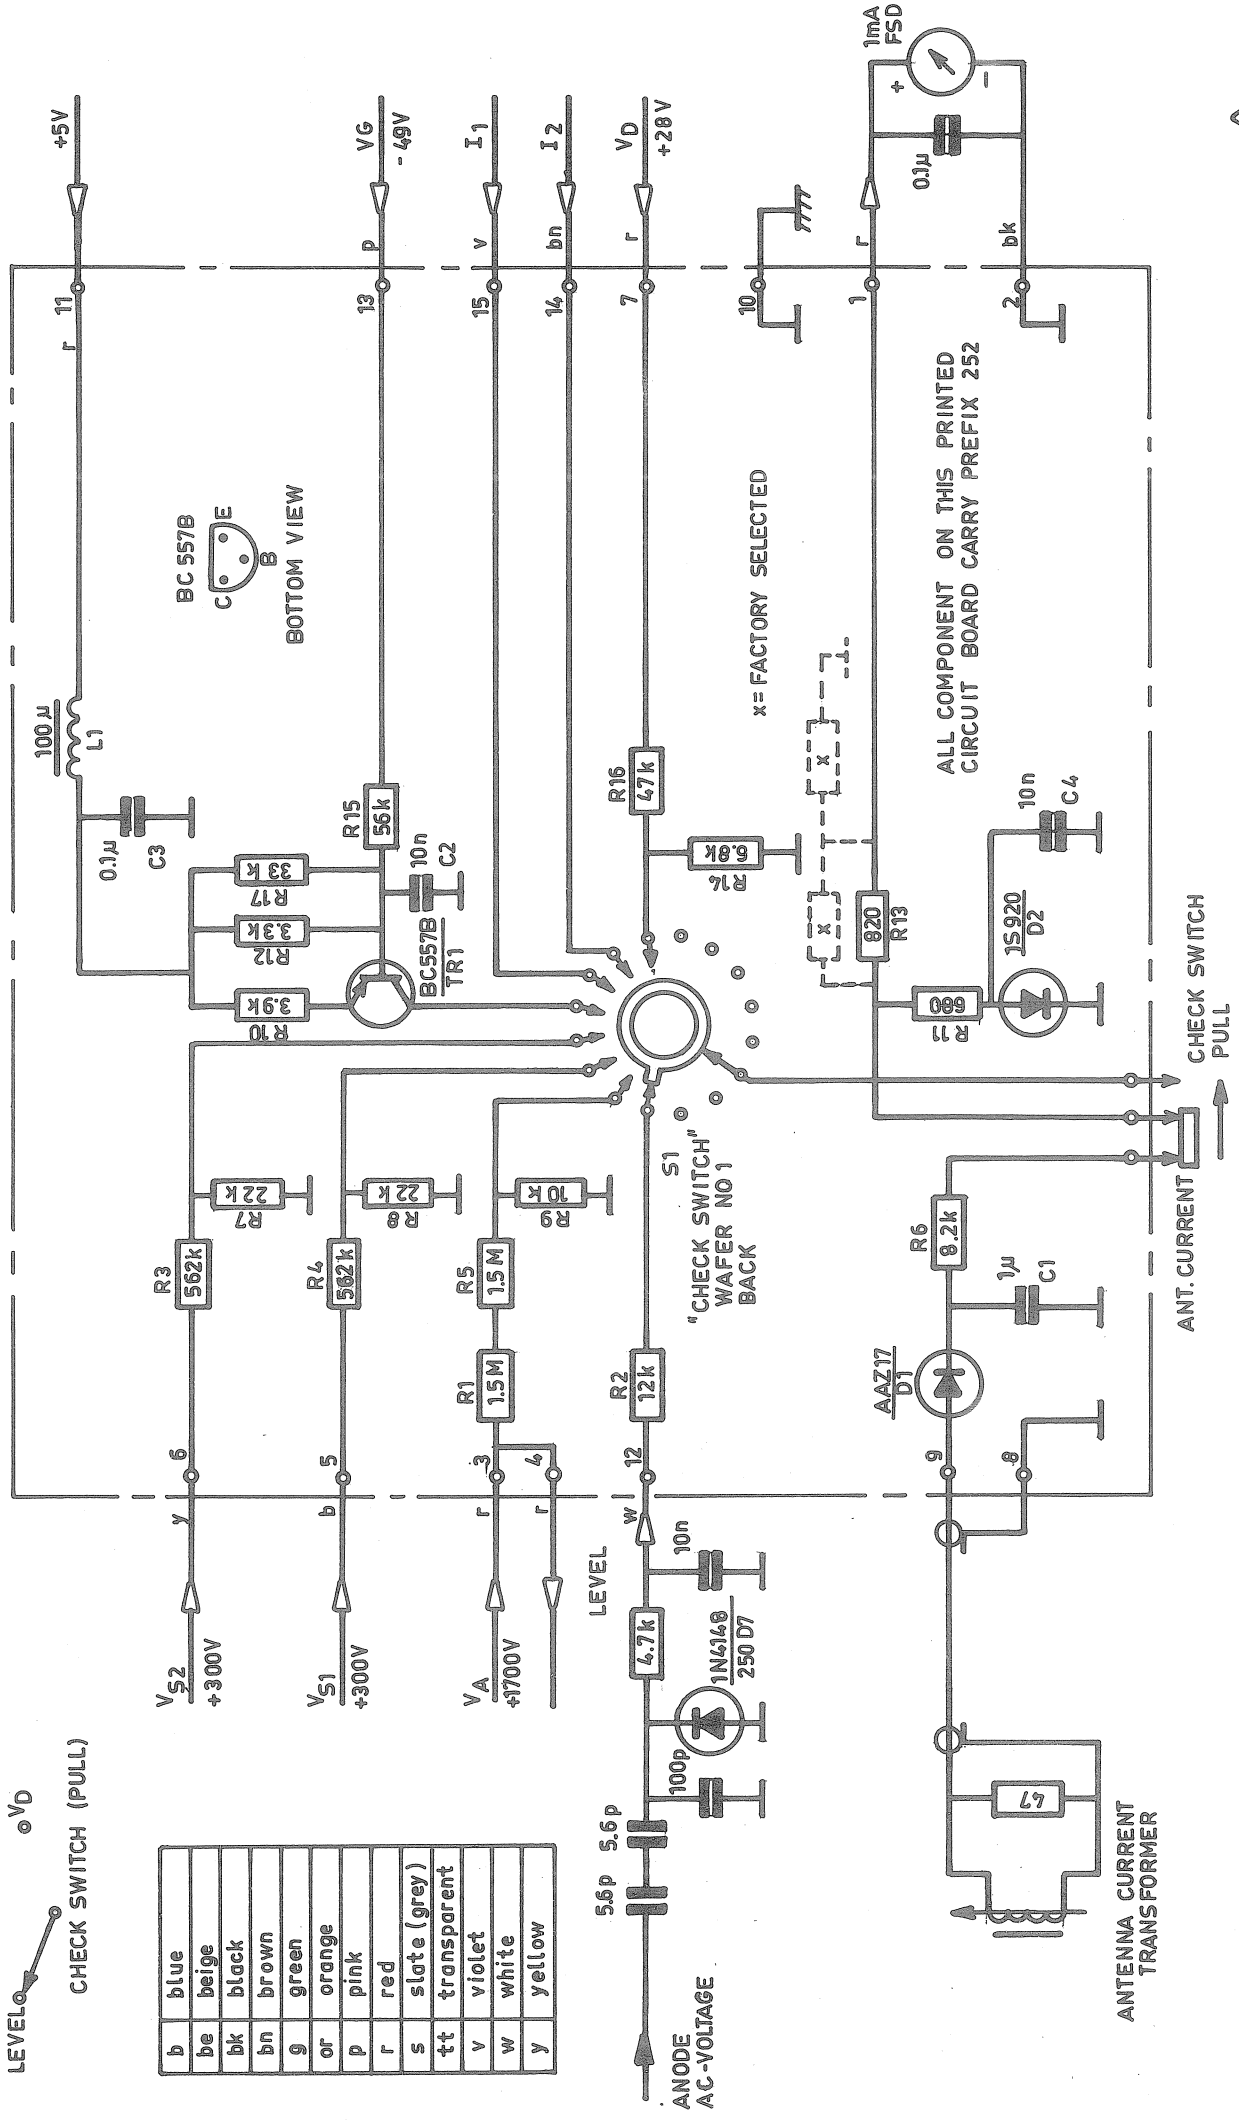 LEVEL
VD
CHECK SWITCH (PULL)
b blue
be beige
bk black
bn brown
g green
or orange
p pink
r red
s slate (grey)
tt transparent
v violet
w white
y yellow
VS2
+300V
y
6
R3
562k
R7
22k
VS1
+300V
b
5
R4
562k
R8
22k
VA
+1700V
r
3
r
4
R1
1.5M
R5
1.5M
R9
10k
ANODE
AC-VOLTAGE
5.6p
5.6p
100p
1N4148
250 D7
4.7k
LEVEL
10n
w
12
R2
12k
S1
"CHECK SWITCH"
WAFER NO1
BACK
ANTENNA CURRENT
TRANSFORMER
47
9
8
AAZ17
D1
1µ
C1
R6
8.2k
ANT. CURRENT
CHECK SWITCH
PULL
100µ
L1
0.1µ
C3
R10
3.9k
R12
3.3k
R17
33k
BC557B
TR1
10n
C2
R15
56k
BC 557B
C
B
E
BOTTOM VIEW
r
11
+5V
13
p
VG
-49V
15
v
I1
14
bn
I2
R16
47k
R14
6.8k
7
r
VD
+28V
10
x = FACTORY SELECTED
x
x
820
R13
R11
680
1S920
D2
10n
C4
ALL COMPONENT ON THIS PRINTED
CIRCUIT BOARD CARRY PREFIX 252
1
r
2
bk
0.1µ
+
-
1mA
FSD